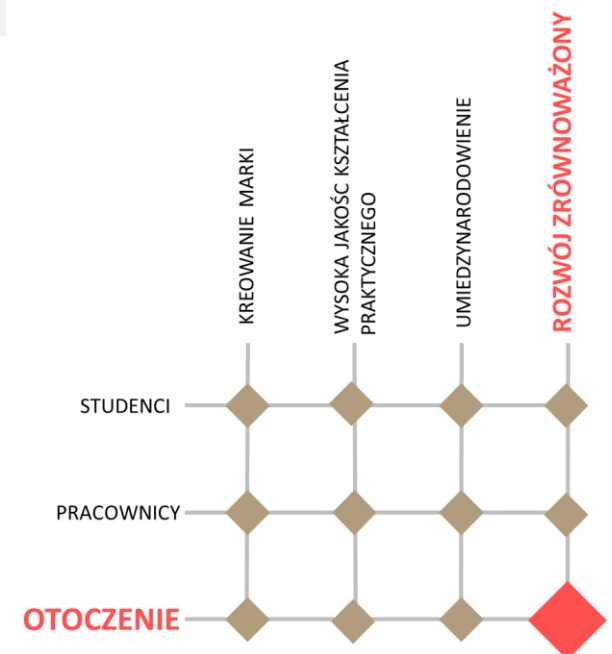 KREOWANIE MARKI
WYSOKA JAKOŚC KSZTAŁCENIA
PRAKTYCZNEGO
UMIEDZYNARODOWIENIE
ROZWÓJ ZRÓWNOWAŻONY
STUDENCI
PRACOWNICY
OTOCZENIE